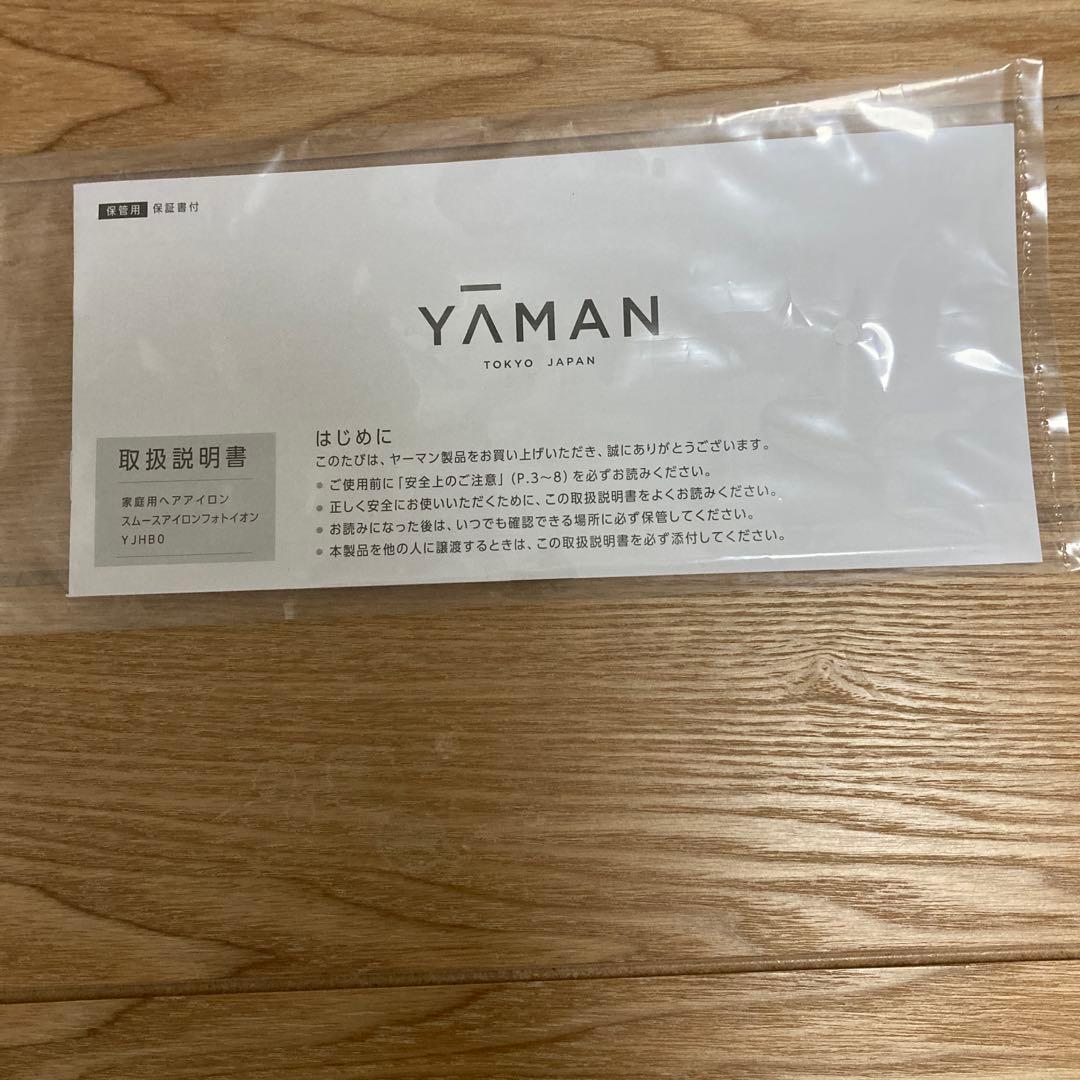 保管用 保証書付
YĀMAN
TOKYO JAPAN
取扱説明書
家庭用ヘアアイロン
スムースアイロンフォトイオン
YJHB0
はじめに
このたびは、ヤーマン製品をお買い上げいただき、誠にありがとうございます。
● ご使用前に「安全上のご注意」(P.3~8)を必ずお読みください。
● 正しく安全にお使いいただくために、この取扱説明書をよくお読みください。
● お読みになった後は、いつでも確認できる場所に必ず保管してください。
● 本製品を他の人に譲渡するときは、この取扱説明書を必ず添付してください。